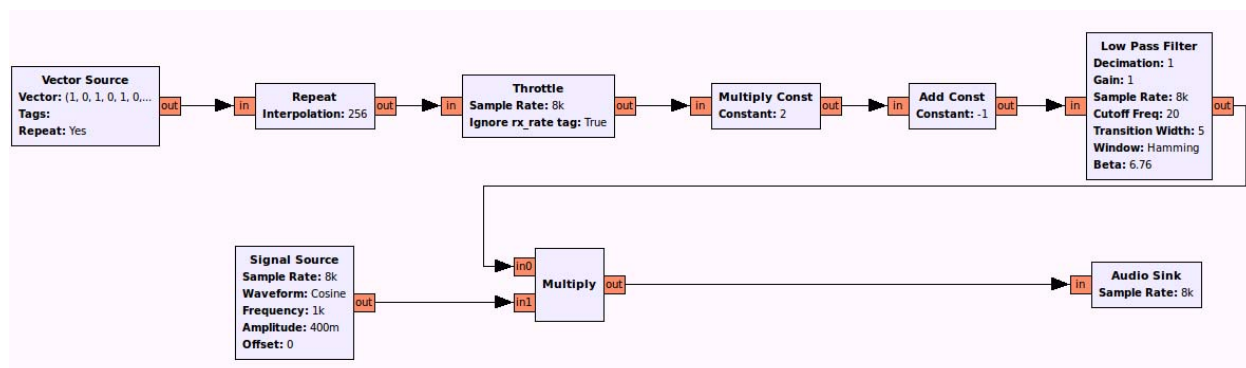 Vector Source
Vector: (1, 0, 1, 0, 1, 0,...
Tags:
Repeat: Yes
out
in
Repeat
Interpolation: 256
out
in
Throttle
Sample Rate: 8k
Ignore rx_rate tag: True
out
in
Multiply Const
Constant: 2
out
in
Add Const
Constant: -1
out
in
Low Pass Filter
Decimation: 1
Gain: 1
Sample Rate: 8k
Cutoff Freq: 20
Transition Width: 5
Window: Hamming
Beta: 6.76
out
Signal Source
Sample Rate: 8k
Waveform: Cosine
Frequency: 1k
Amplitude: 400m
Offset: 0
out
in0
in1
Multiply
out
in
Audio Sink
Sample Rate: 8k